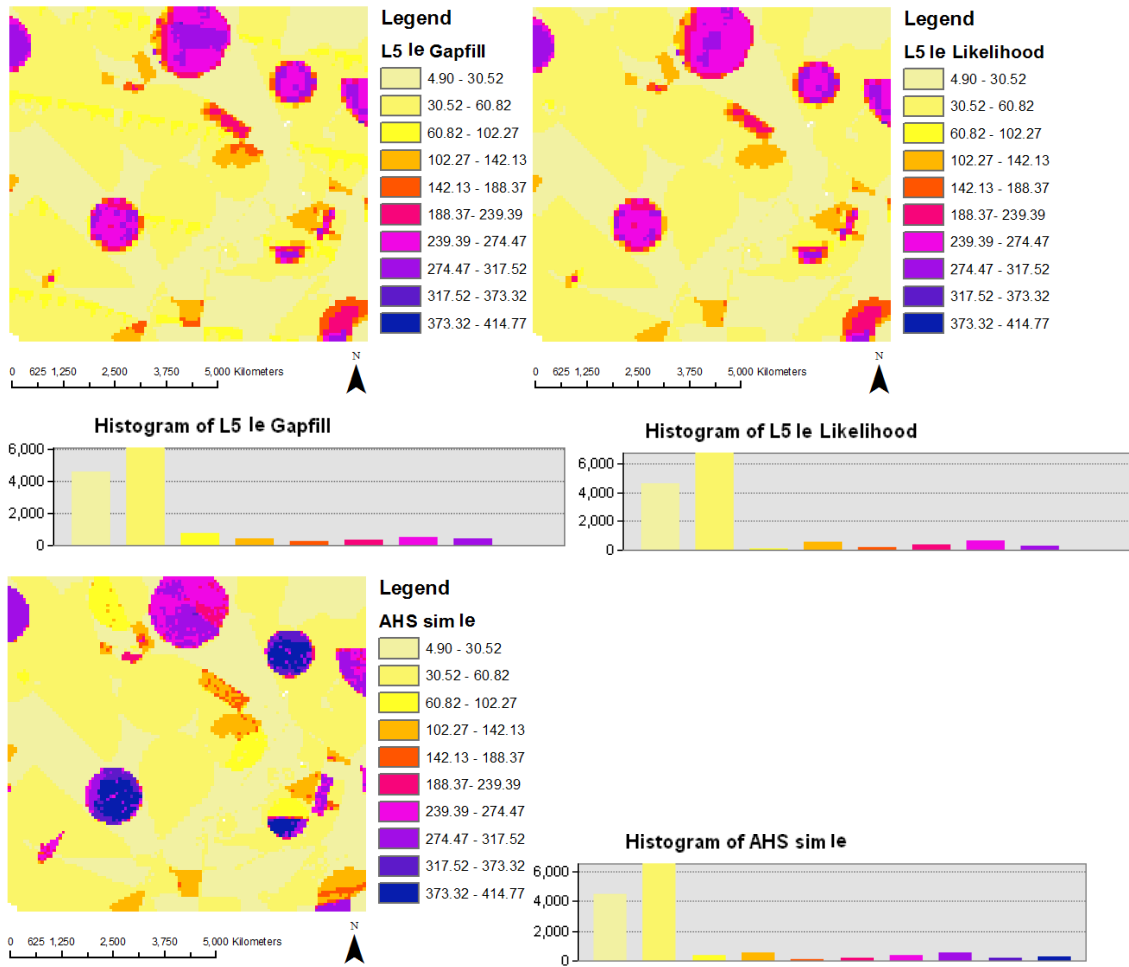 Legend
L5 le Gapfill
4.90 - 30.52
30.52 - 60.82
60.82 - 102.27
102.27 - 142.13
142.13 - 188.37
188.37- 239.39
239.39 - 274.47
274.47 - 317.52
317.52 - 373.32
373.32 - 414.77
N
0 625 1,250 2,500 3,750 5,000 Kilometers
Legend
L5 le Likelihood
4.90 - 30.52
30.52 - 60.82
60.82 - 102.27
102.27 - 142.13
142.13 - 188.37
188.37- 239.39
239.39 - 274.47
274.47 - 317.52
317.52 - 373.32
373.32 - 414.77
N
0 625 1,250 2,500 3,750 5,000 Kilometers
Histogram of L5 le Gapfill
6,000
4,000
2,000
0
Histogram of L5 le Likelihood
6,000
4,000
2,000
0
Legend
AHS sim le
4.90 - 30.52
30.52 - 60.82
60.82 - 102.27
102.27 - 142.13
142.13 - 188.37
188.37- 239.39
239.39 - 274.47
274.47 - 317.52
317.52 - 373.32
373.32 - 414.77
N
0 625 1,250 2,500 3,750 5,000 Kilometers
Histogram of AHS sim le
6,000
4,000
2,000
0